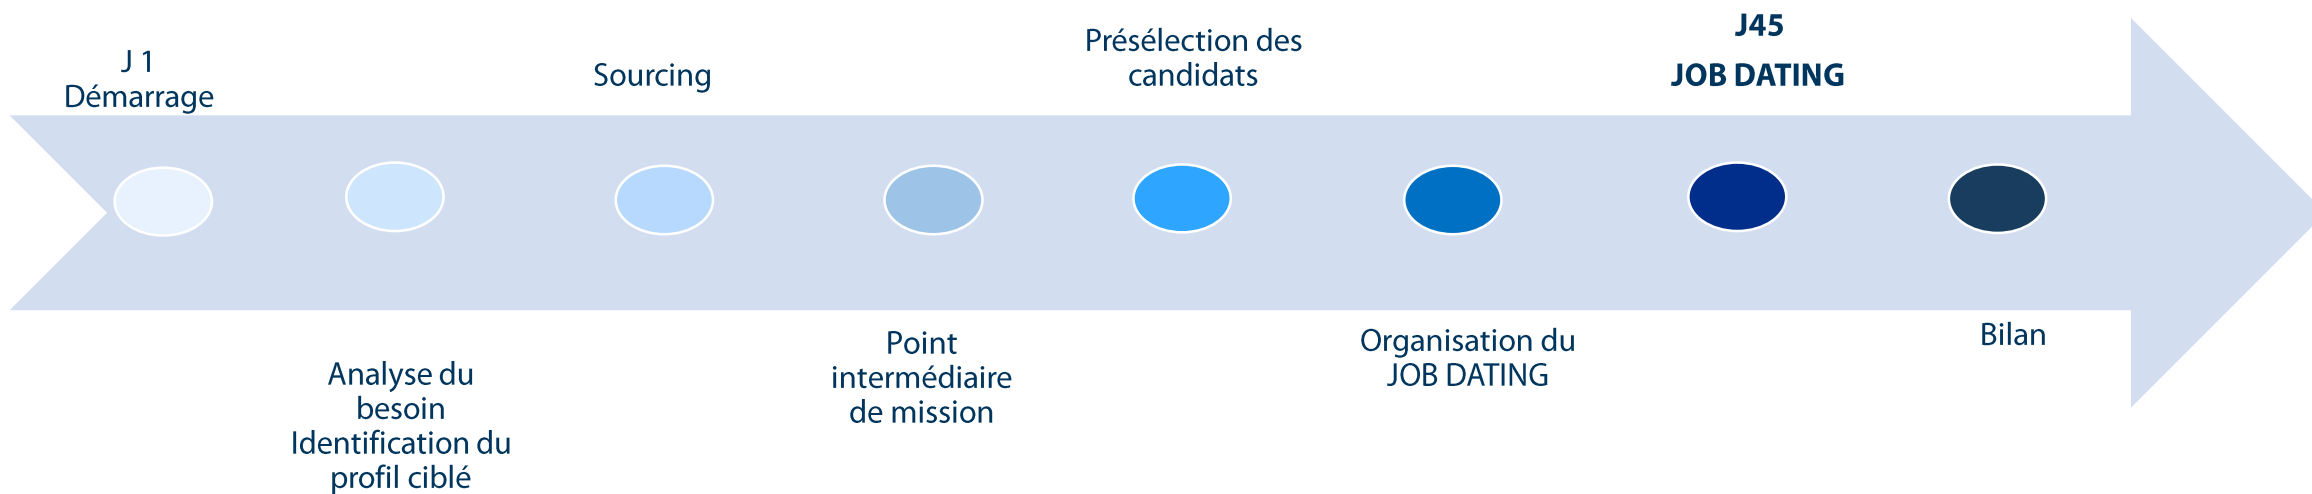 J 1
Démarrage
Analyse du
besoin
Identification du
profil ciblé
Sourcing
Point
intermédiaire
de mission
Présélection des
candidats
Organisation du
JOB DATING
J45
JOB DATING
Bilan